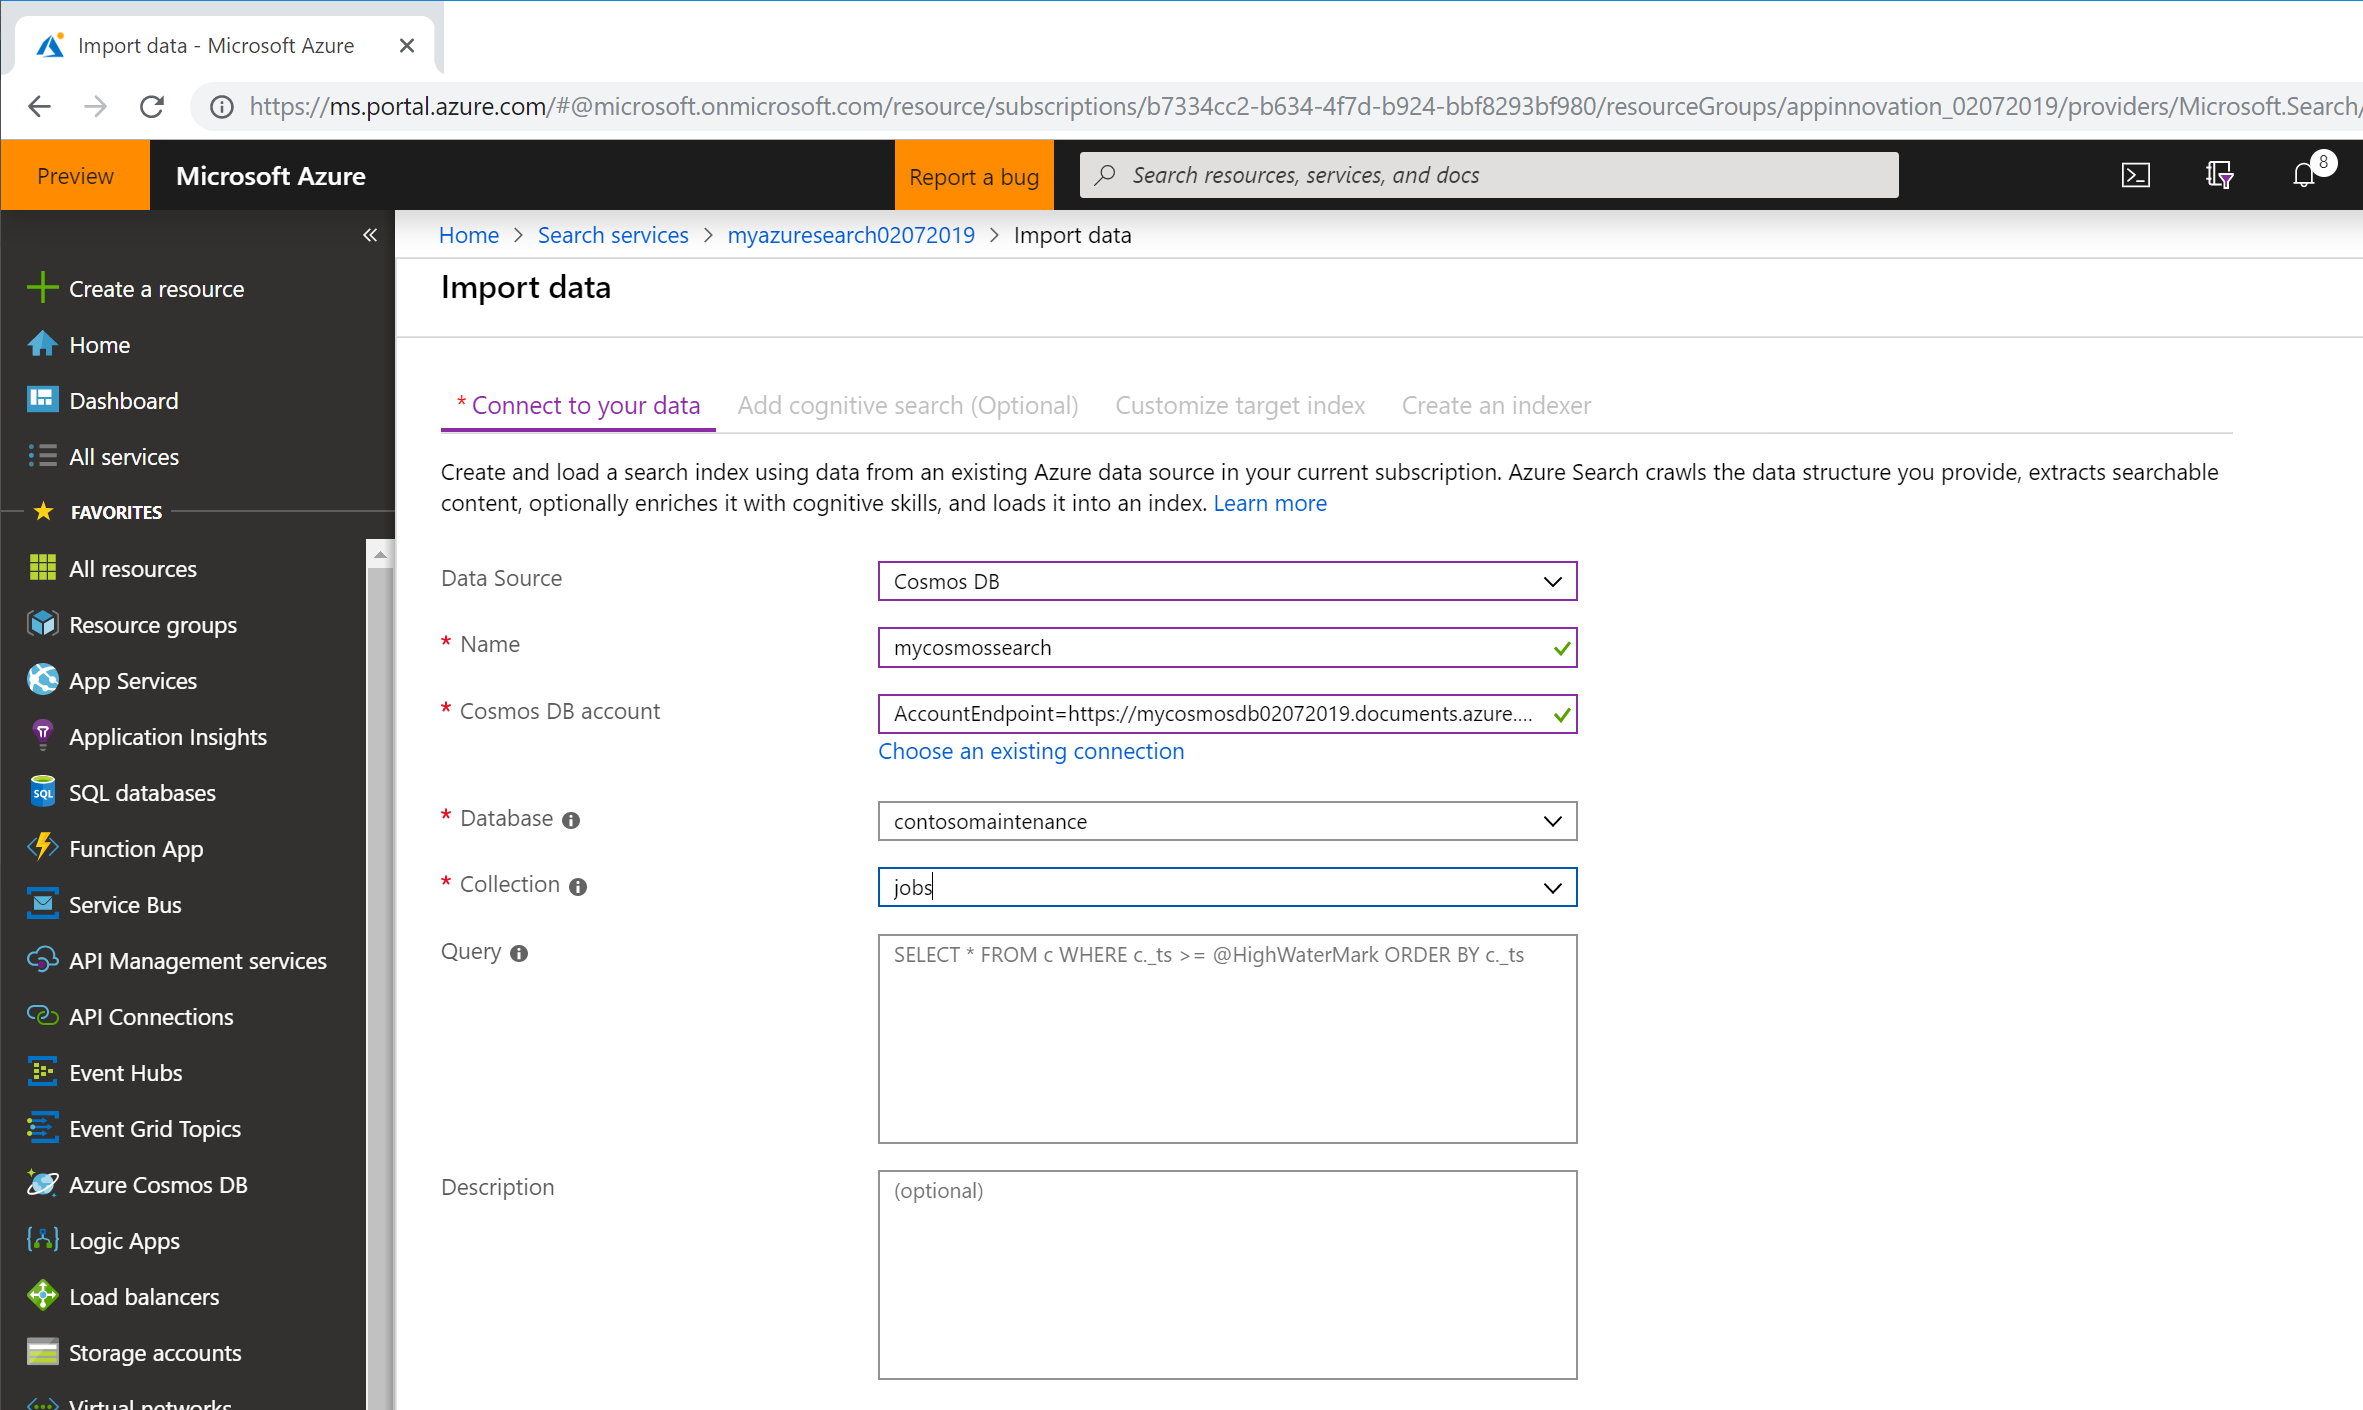 Import data - Microsoft Azure
https://ms.portal.azure.com/#@microsoft.onmicrosoft.com/resource/subscriptions/b7334cc2-b634-4f7d-b924-bbf8293bf980/resourceGroups/appinnovation_02072019/providers/Microsoft.Search/
Preview
Microsoft Azure
Report a bug
Search resources, services, and docs
8
Home > Search services > myazuresearch02072019 > Import data
Import data
Create a resource
Home
Dashboard
All services
FAVORITES
All resources
Resource groups
App Services
Application Insights
SQL
SQL databases
Function App
Service Bus
API Management services
API Connections
Event Hubs
Event Grid Topics
Azure Cosmos DB
Logic Apps
Load balancers
Storage accounts
Virtual networks
* Connect to your data
Add cognitive search (Optional)
Customize target index
Create an indexer
Create and load a search index using data from an existing Azure data source in your current subscription. Azure Search crawls the data structure you provide, extracts searchable
content, optionally enriches it with cognitive skills, and loads it into an index. Learn more
Data Source
Cosmos DB
* Name
mycosmossearch
* Cosmos DB account
AccountEndpoint=https://mycosmosdb02072019.documents.azure....
Choose an existing connection
* Database
contosomaintenance
* Collection
jobs
Query
SELECT * FROM c WHERE c._ts >= @HighWaterMark ORDER BY c._ts
Description
(optional)